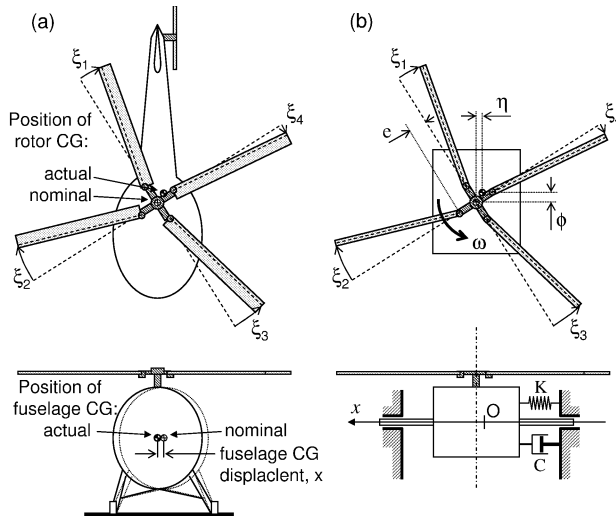 (a)
ξ1
ξ4
Position of
rotor CG:
actual
nominal
ξ2
ξ3
Position of
fuselage CG:
actual
nominal
fuselage CG
displaclent, x
(b)
ξ1
η
e
ξ
ϕ
ω
ξ2
ξ3
K
x
O
C